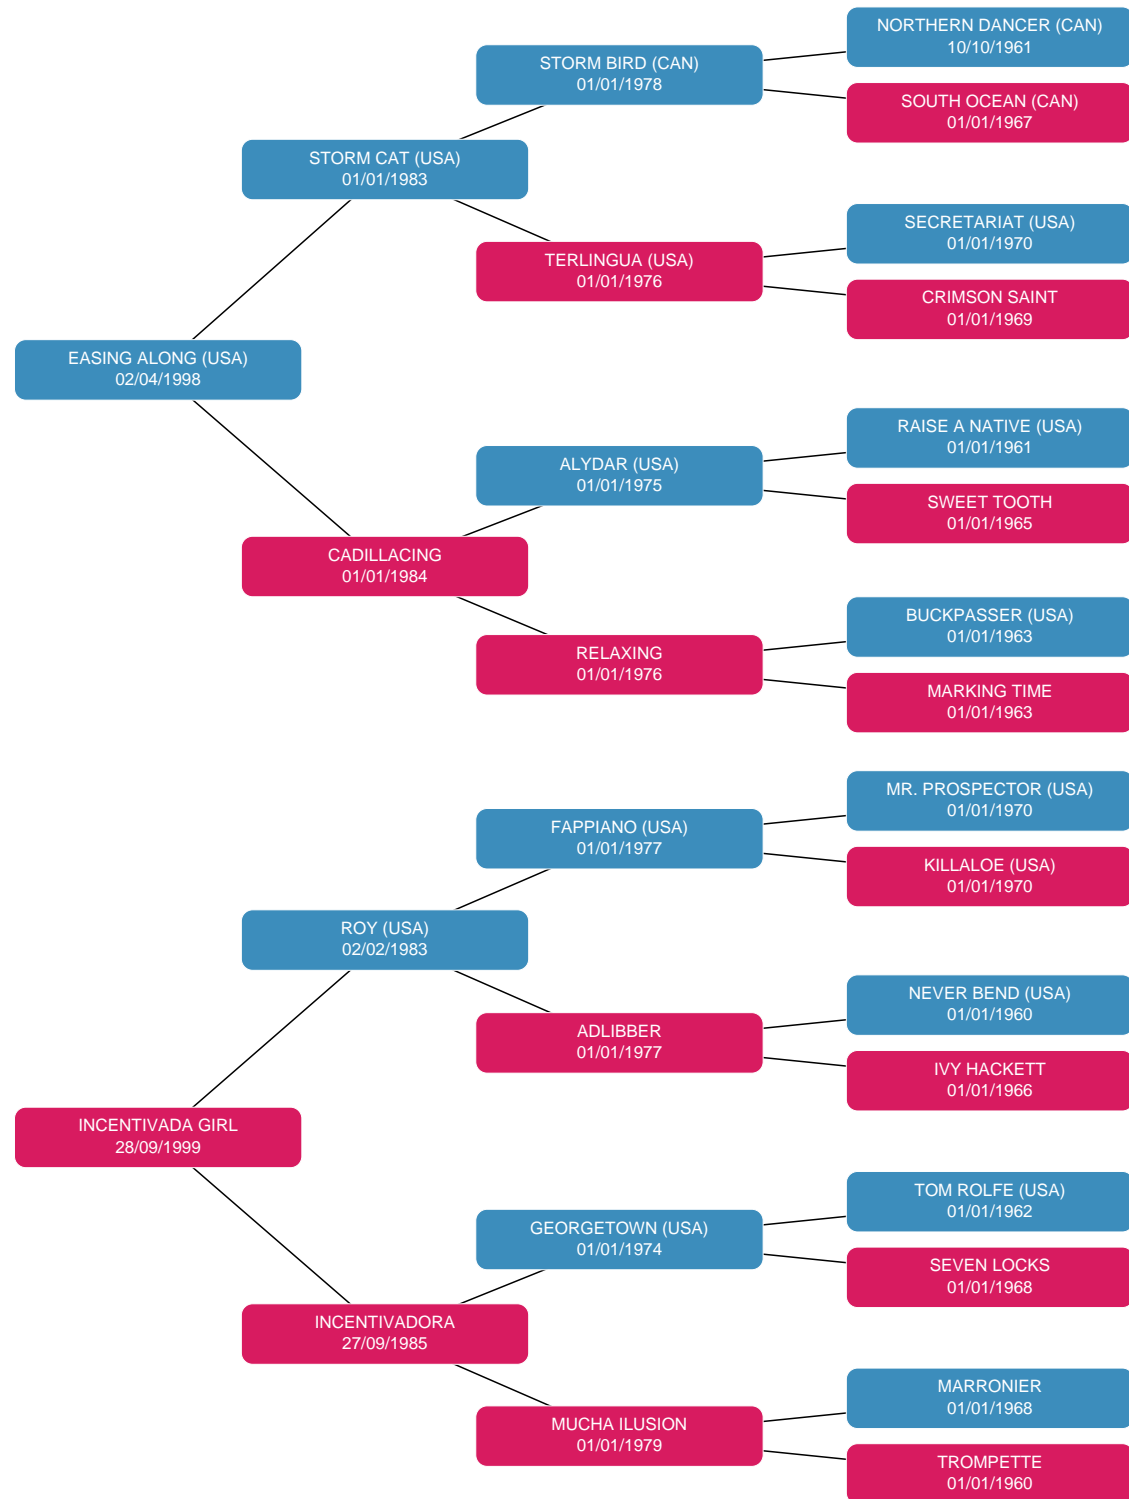 NORTHERN DANCER (CAN)
10/10/1961
STORM BIRD (CAN)
01/01/1978
SOUTH OCEAN (CAN)
01/01/1967
STORM CAT (USA)
01/01/1983
SECRETARIAT (USA)
01/01/1970
TERLINGUA (USA)
01/01/1976
CRIMSON SAINT
01/01/1969
EASING ALONG (USA)
02/04/1998
RAISE A NATIVE (USA)
01/01/1961
ALYDAR (USA)
01/01/1975
SWEET TOOTH
01/01/1965
CADILLACING
01/01/1984
BUCKPASSER (USA)
01/01/1963
RELAXING
01/01/1976
MARKING TIME
01/01/1963
MR. PROSPECTOR (USA)
01/01/1970
FAPPIANO (USA)
01/01/1977
KILLALOE (USA)
01/01/1970
ROY (USA)
02/02/1983
NEVER BEND (USA)
01/01/1960
ADLIBBER
01/01/1977
IVY HACKETT
01/01/1966
INCENTIVADA GIRL
28/09/1999
TOM ROLFE (USA)
01/01/1962
GEORGETOWN (USA)
01/01/1974
SEVEN LOCKS
01/01/1968
INCENTIVADORA
27/09/1985
MARRONIER
01/01/1968
MUCHA ILUSION
01/01/1979
TROMPETTE
01/01/1960